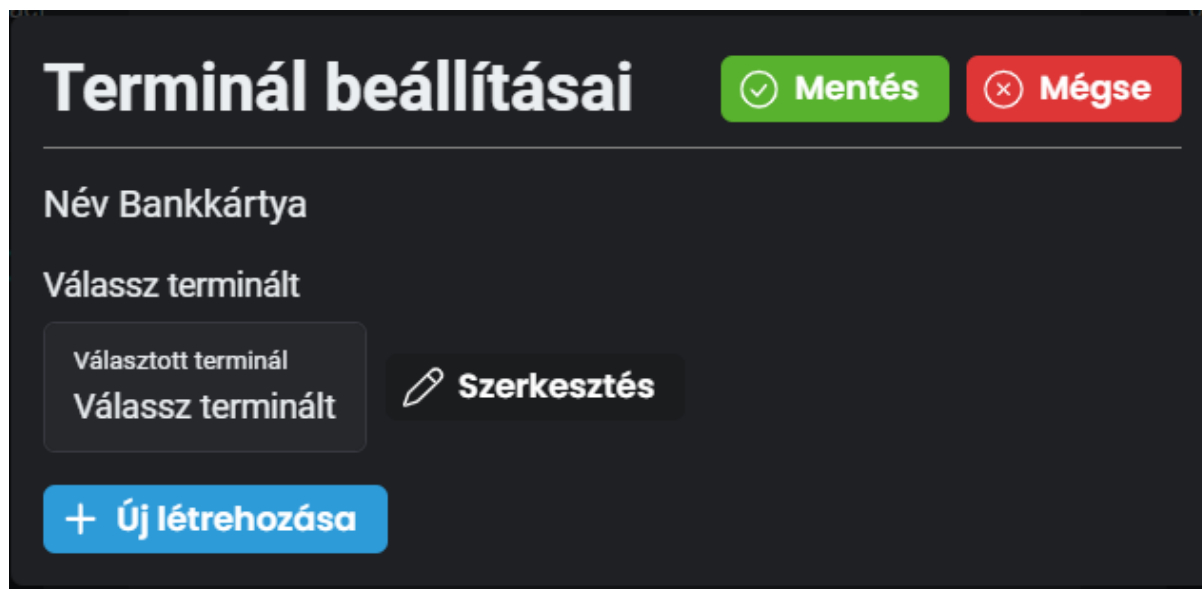 Terminál beállításai
Mentés
Mégse
Név Bankkártya
Válassz terminált
Választott terminál
Válassz terminált
Szerkesztés
Új létrehozása